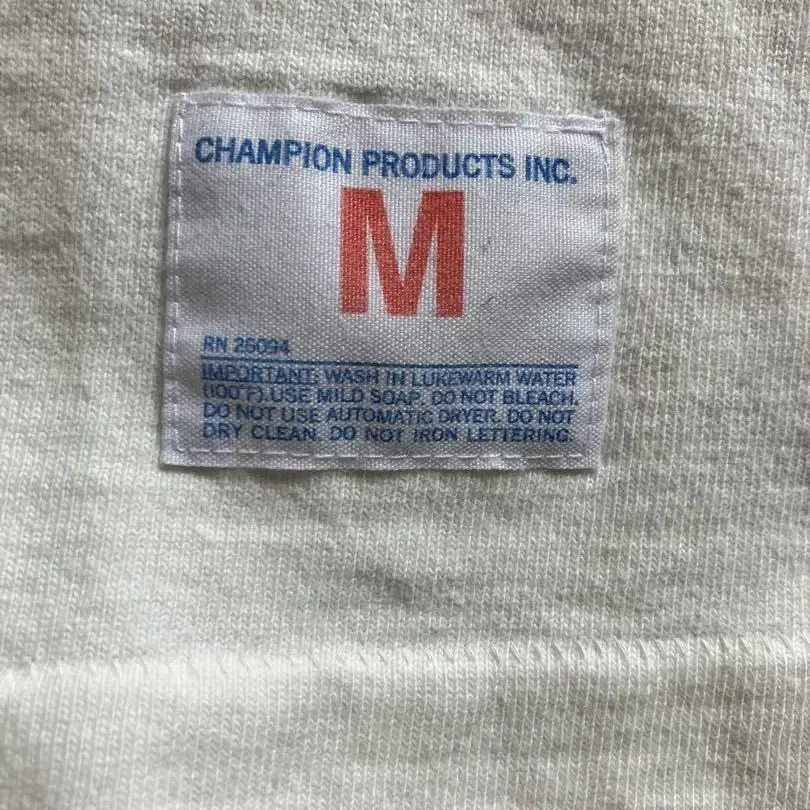 CHAMPION PRODUCTS INC.
M
RN 26094
IMPORTANT: WASH IN LUKEWARM WATER
(100°F). USE MILD SOAP. DO NOT BLEACH.
DO NOT USE AUTOMATIC DRYER. DO NOT
DRY CLEAN. DO NOT IRON LETTERING.